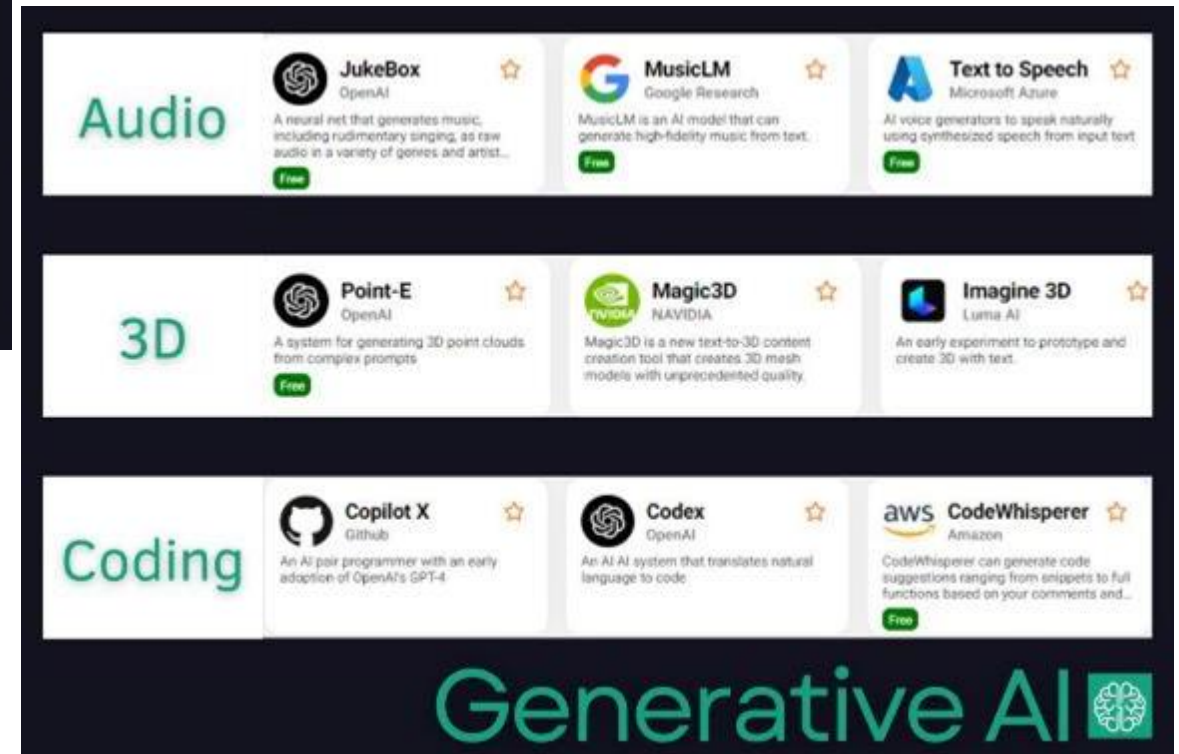 Audio
JukeBox
OpenAI
A neural net that generates music,
including rudimentary singing, as raw
audio in a variety of genres and artist...
Free
MusicLM
Google Research
MusicLM is an AI model that can
generate high-fidelity music from text.
Free
Text to Speech
Microsoft Azure
AI voice generators to speak naturally
using synthesized speech from input text
Free
3D
Point-E
OpenAI
A system for generating 3D point clouds
from complex prompts
Free
NVIDIA
Magic3D
NAVIDIA
Magic3D is a new text-to-3D content
creation tool that creates 3D mesh
models with unprecedented quality.
Imagine 3D
Luma AI
An early experiment to prototype and
create 3D with text.
Coding
Copilot X
Github
An AI pair programmer with an early
adoption of OpenAI's GPT-4
Codex
OpenAI
An AI AI system that translates natural
language to code
aws
CodeWhisperer
Amazon
CodeWhisperer can generate code
suggestions ranging from snippets to full
functions based on your comments and...
Free
Generative AI